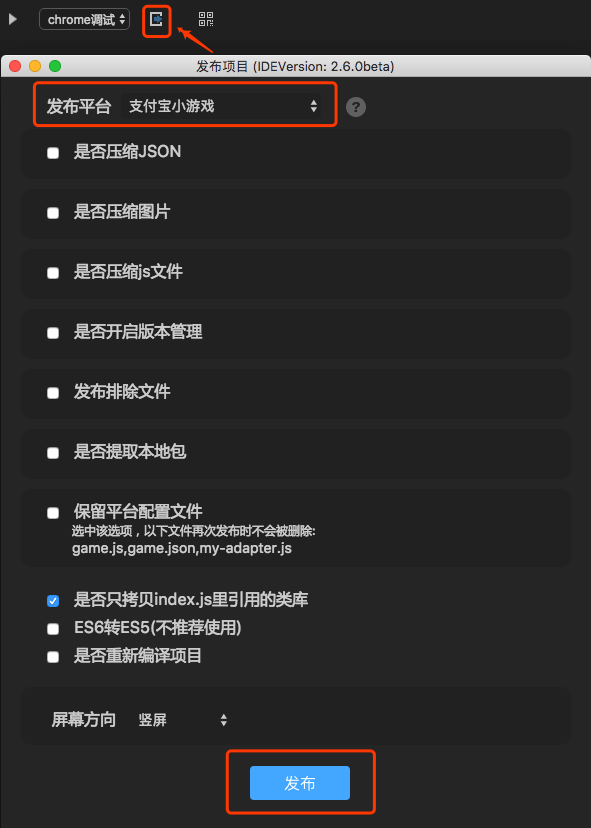 chrome调试
发布项目 (IDEVersion: 2.6.0beta)
发布平台 支付宝小游戏 ?
是否压缩JSON
是否压缩图片
是否压缩js文件
是否开启版本管理
发布排除文件
是否提取本地包
保留平台配置文件
选中该选项，以下文件再次发布时不会被删除:
game.js,game.json,my-adapter.js
是否只拷贝index.js里引用的类库
ES6转ES5(不推荐使用)
是否重新编译项目
屏幕方向 竖屏
发布